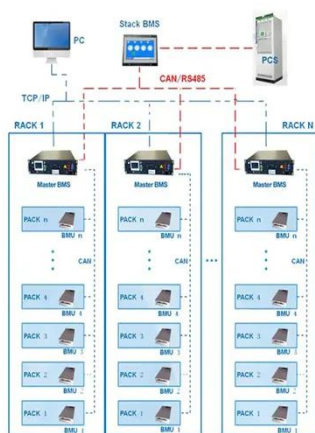 PC
Stack BMS
PCS
CAN/RS485
TCP/IP
RACK 1
RACK 2
RACK N
Master BMS
Master BMS
Master BMS
PACK n
BMU n
PACK n
BMU n
PACK n
BMU n
CAN
CAN
CAN
PACK 4
BMU 4
PACK 4
BMU 4
PACK 4
BMU 4
PACK 3
BMU 3
PACK 3
BMU 3
PACK 3
BMU 3
PACK 2
BMU 2
PACK 2
BMU 2
PACK 2
BMU 2
PACK 1
BMU 1
PACK 1
BMU 1
PACK 1
BMU 1